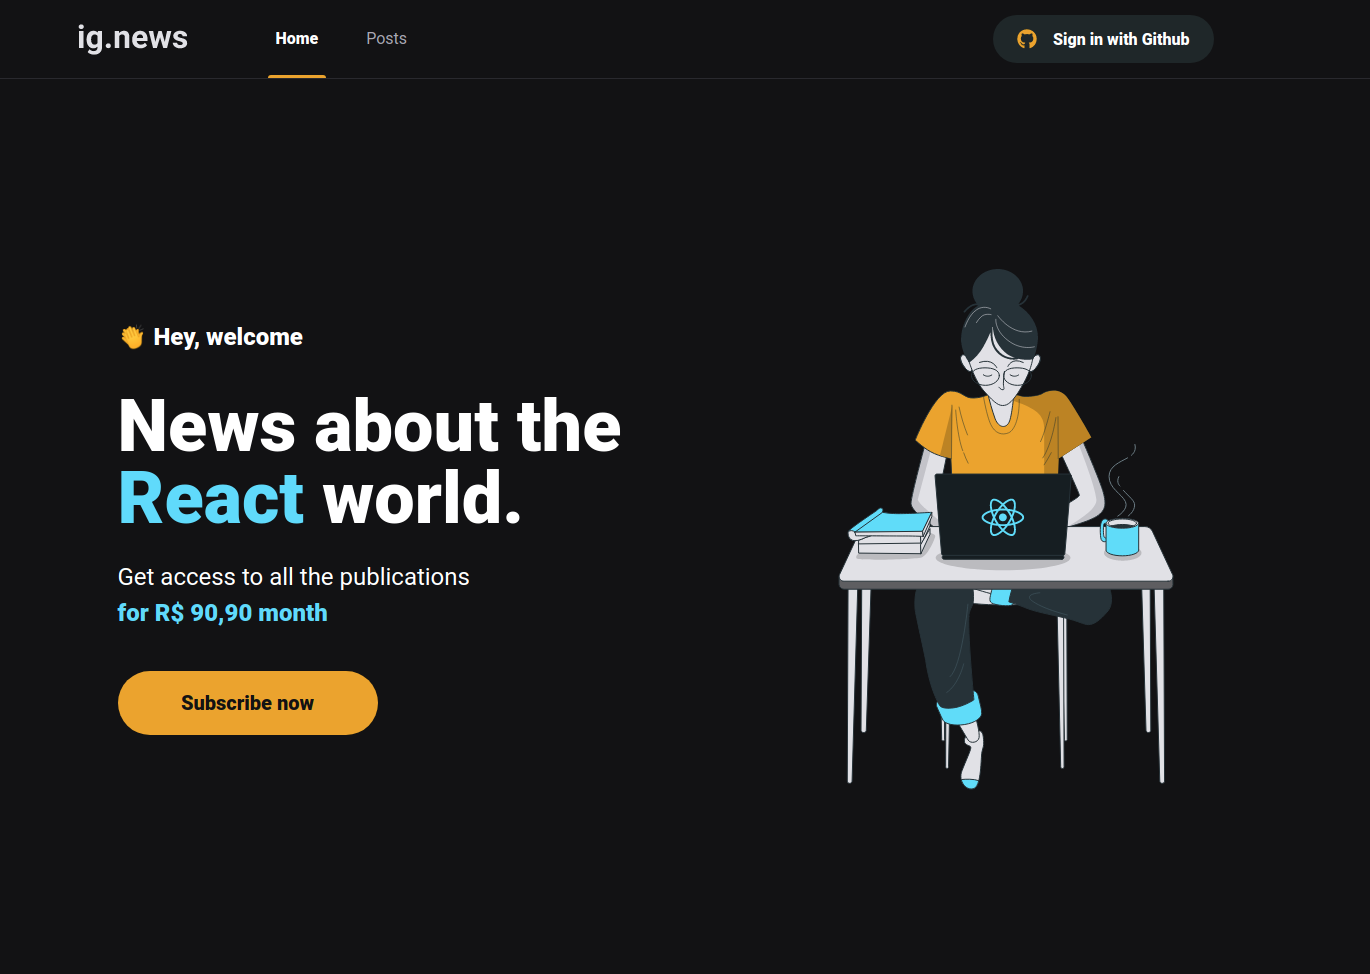 ig.news
Home
Posts
Sign in with Github
👏 Hey, welcome
News about the
React world.
Get access to all the publications
for R$ 90,90 month
Subscribe now